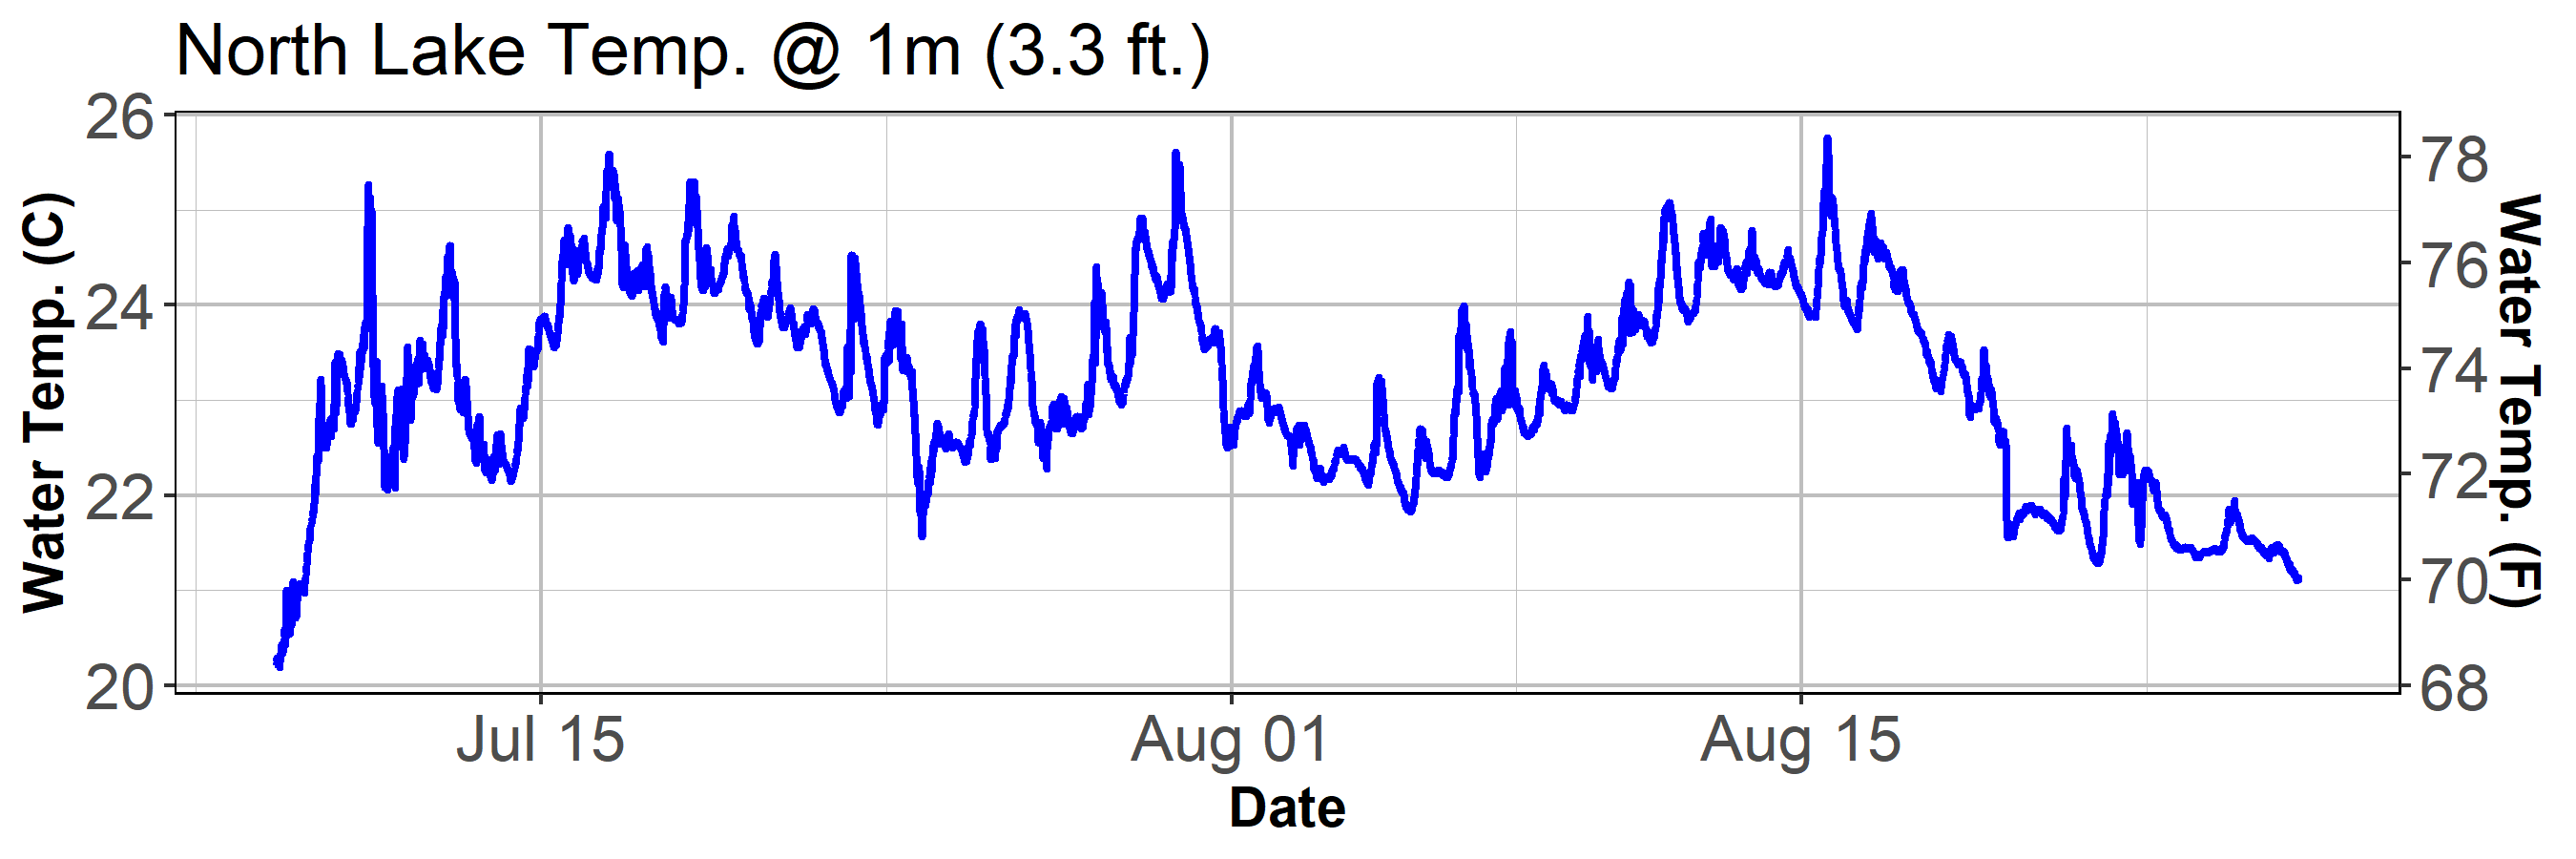 North Lake Temp. @ 1m (3.3 ft.)
Water Temp. (C)
26
24
22
20
78
76
74
72
70
68
Water Temp. (F)
Jul 15
Aug 01
Aug 15
Date